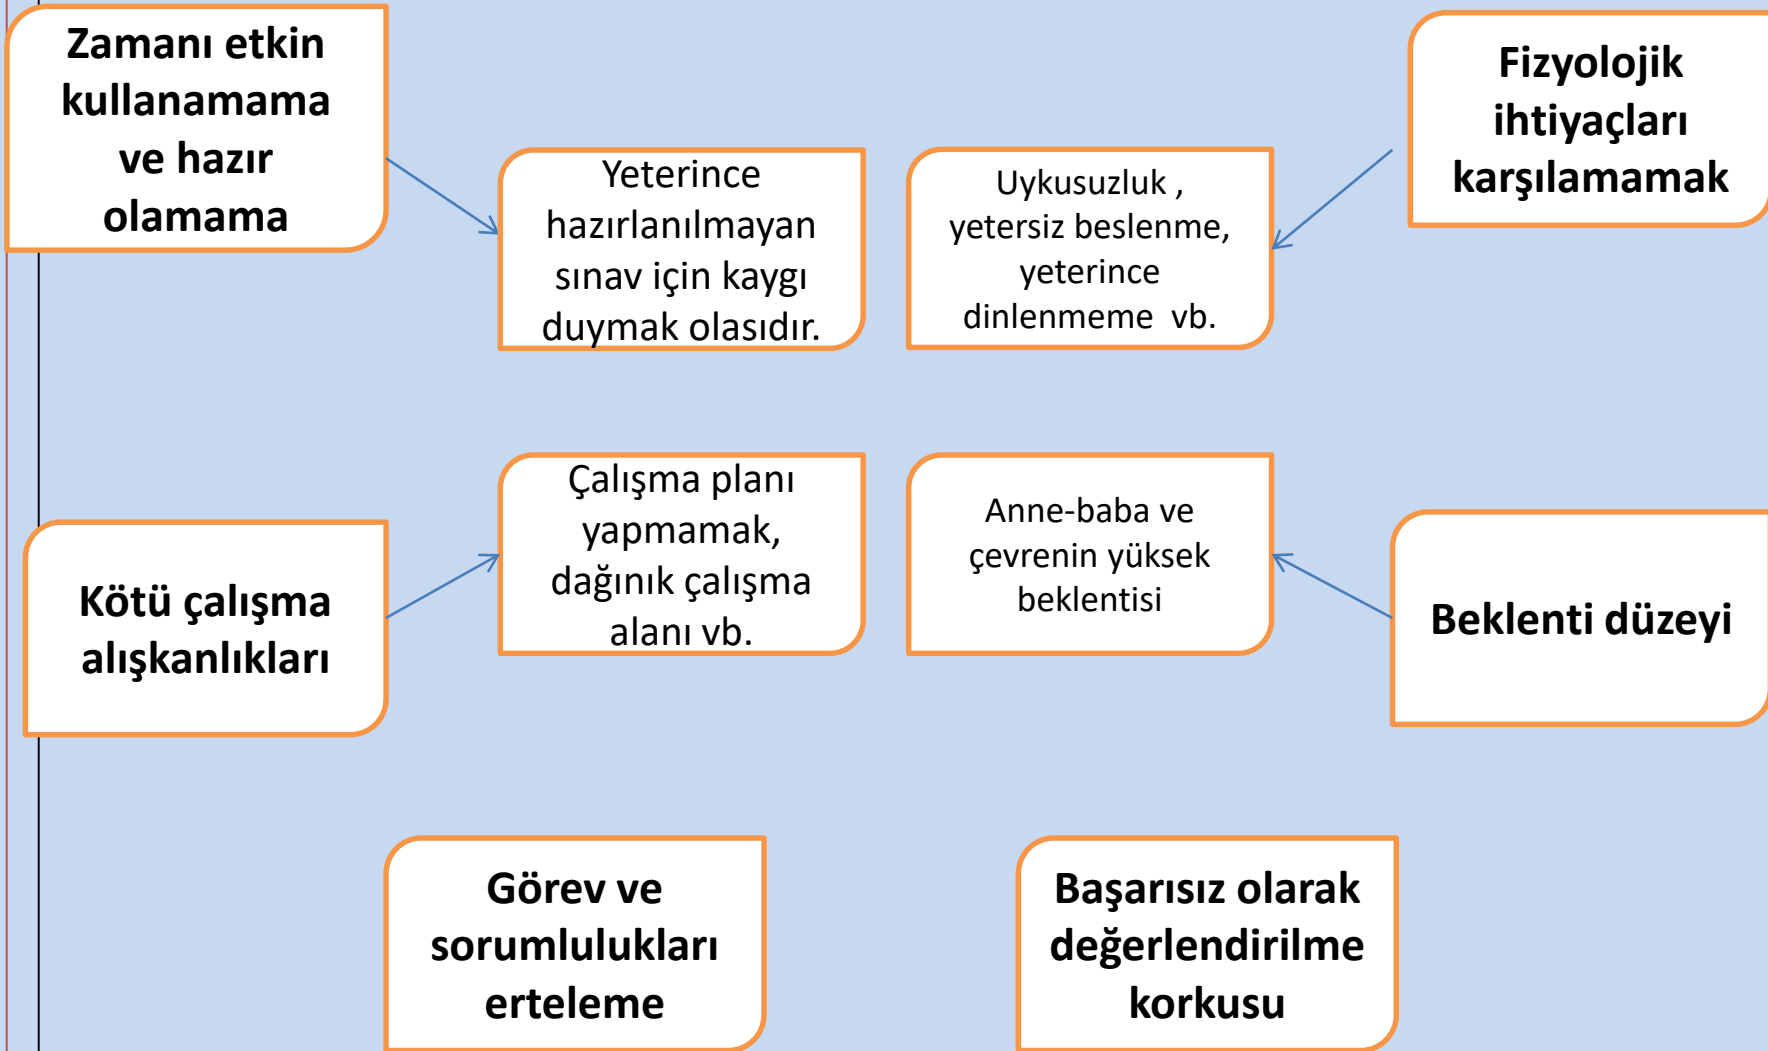 Zamanı etkin
kullanamama
ve hazır
olamama
Yeterince
hazırlanılmayan
sınav için kaygı
duymak olasıdır.
Uykusuzluk ,
yetersiz beslenme,
yeterince
dinlenmeme vb.
Fizyolojik
ihtiyaçları
karşılamamak
Kötü çalışma
alışkanlıkları
Çalışma planı
yapmamak,
dağınık çalışma
alanı vb.
Anne-baba ve
çevrenin yüksek
beklentisi
Beklenti düzeyi
Görev ve
sorumlulukları
erteleme
Başarısız olarak
değerlendirilme
korkusu